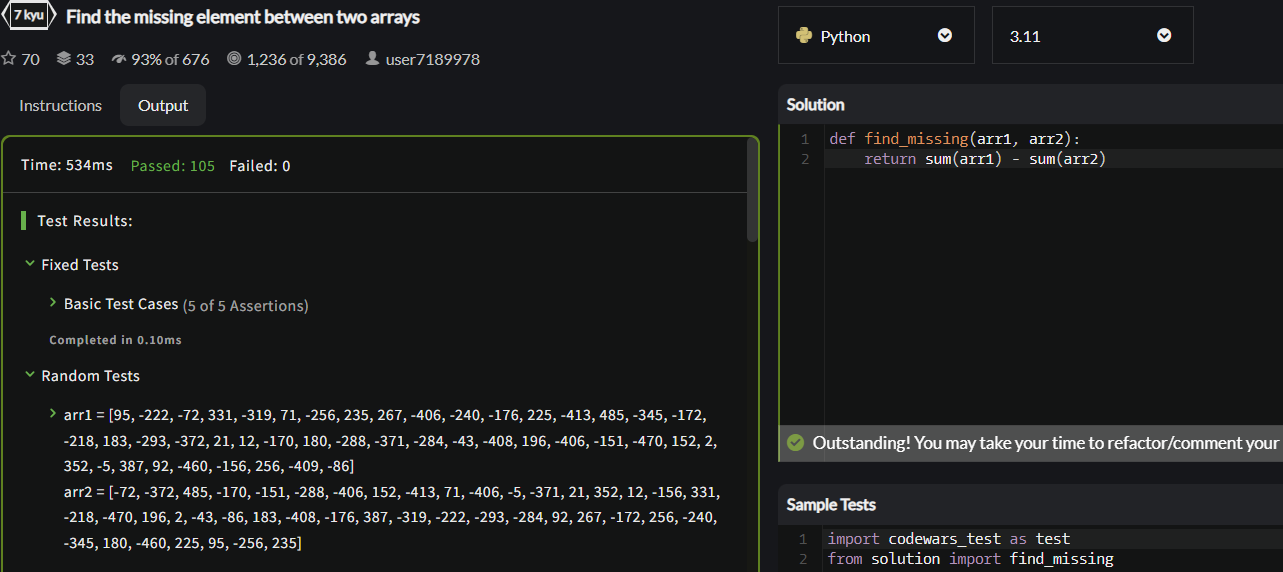 7 kyu Find the missing element between two arrays
70 33 93% of 676 1,236 of 9,386 user7189978
Instructions Output
Time: 534ms Passed: 105 Failed: 0
Test Results:
Fixed Tests
Basic Test Cases (5 of 5 Assertions)
Completed in 0.10ms
Random Tests
arr1 = [95, -222, -72, 331, -319, 71, -256, 235, 267, -406, -240, -176, 225, -413, 485, -345, -172,
-218, 183, -293, -372, 21, 12, -170, 180, -288, -371, -284, -43, -408, 196, -406, -151, -470, 152, 2,
352, -5, 387, 92, -460, -156, 256, -409, -86]
arr2 = [-72, -372, 485, -170, -151, -288, -406, 152, -413, 71, -406, -5, -371, 21, 352, 12, -156, 331,
-218, -470, 196, 2, -43, -86, 183, -408, -176, 387, -319, -222, -293, -284, 92, 267, -172, 256, -240,
-345, 180, -460, 225, 95, -256, 235]
Python 3.11
Solution
1 def find_missing(arr1, arr2):
2 return sum(arr1) - sum(arr2)
Outstanding! You may take your time to refactor/comment your
Sample Tests
1 import codewars_test as test
2 from solution import find_missing